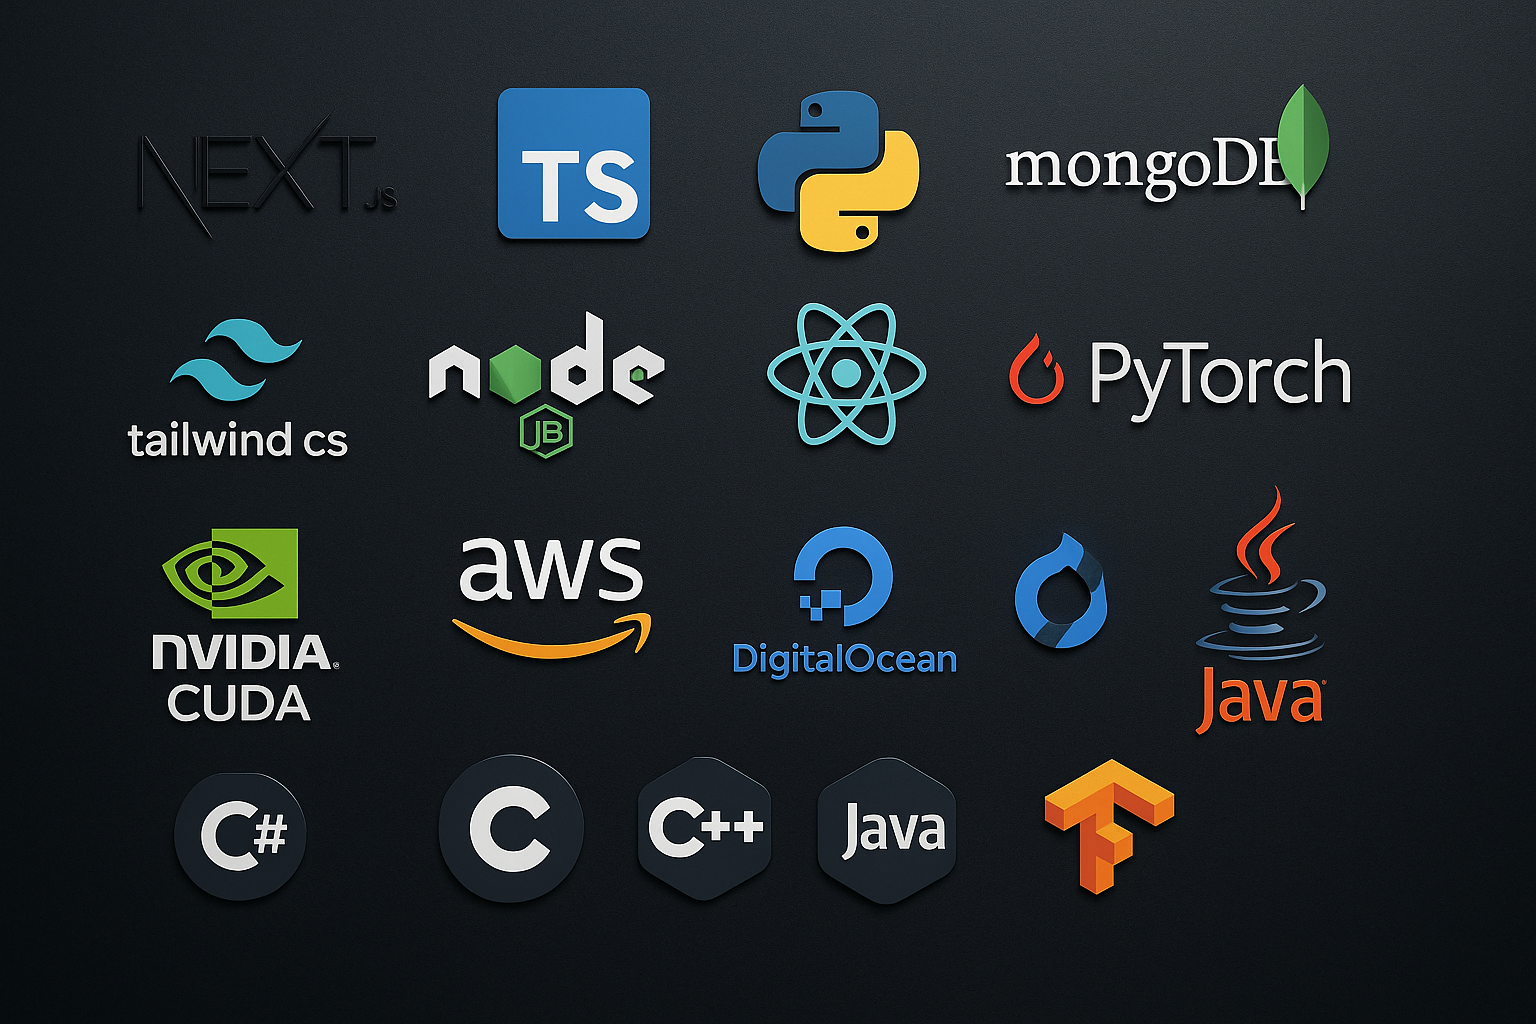 NEXT.JS
TS
mongoDB
tailwind cs
node
JB
PyTorch
NVIDIA
CUDA
aws
DigitalOcean
Java
C#
C
C++
Java